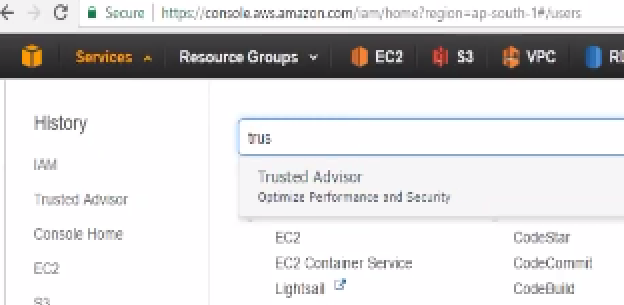 Secure https://console.aws.amazon.com/iam/home?region=ap-south-1#/users
Services Resource Groups EC2 S3 VPC RD
History
trus
IAM
Trusted Advisor
Optimize Performance and Security
Trusted Advisor
Console Home
EC2 CodeStar
EC2 Container Service CodeCommit
EC2
Lightsail CodeBuild
S3